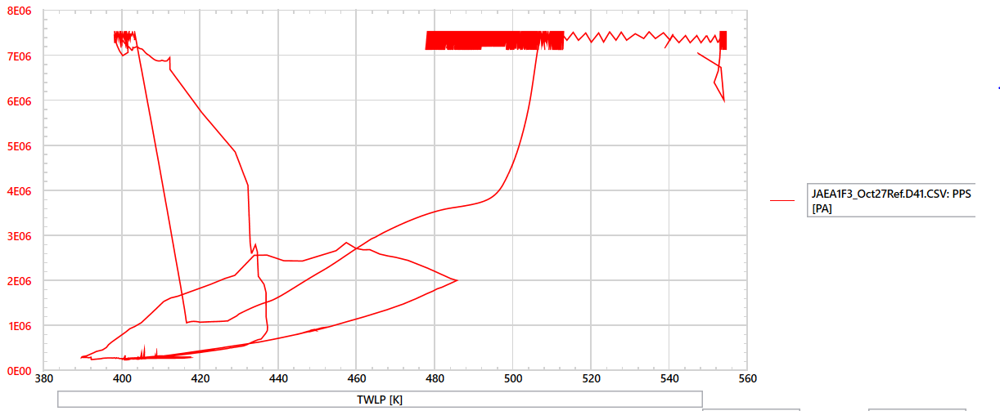 8E06
7E06
6E06
5E06
4E06
3E06
2E06
1E06
0E00
380 400 420 440 460 480 500 520 540 560
TWLP [K]
JAEA1F3_Oct27Ref.D41.CSV: PPS
[PA]